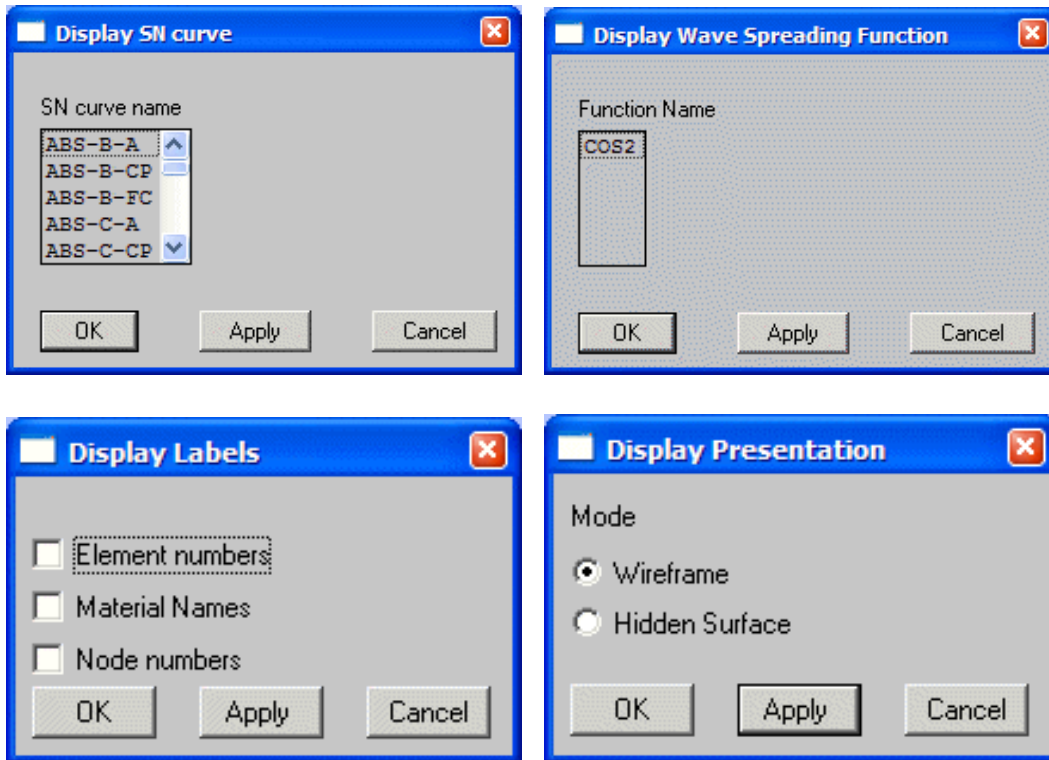 Display SN curve
SN curve name
ABS-B-A
ABS-B-CP
ABS-B-FC
ABS-C-A
ABS-C-CP
OK Apply Cancel
Display Wave Spreading Function
Function Name
COS2
OK Apply Cancel
Display Labels
Element numbers
Material Names
Node numbers
OK Apply Cancel
Display Presentation
Mode
Wireframe
Hidden Surface
OK Apply Cancel